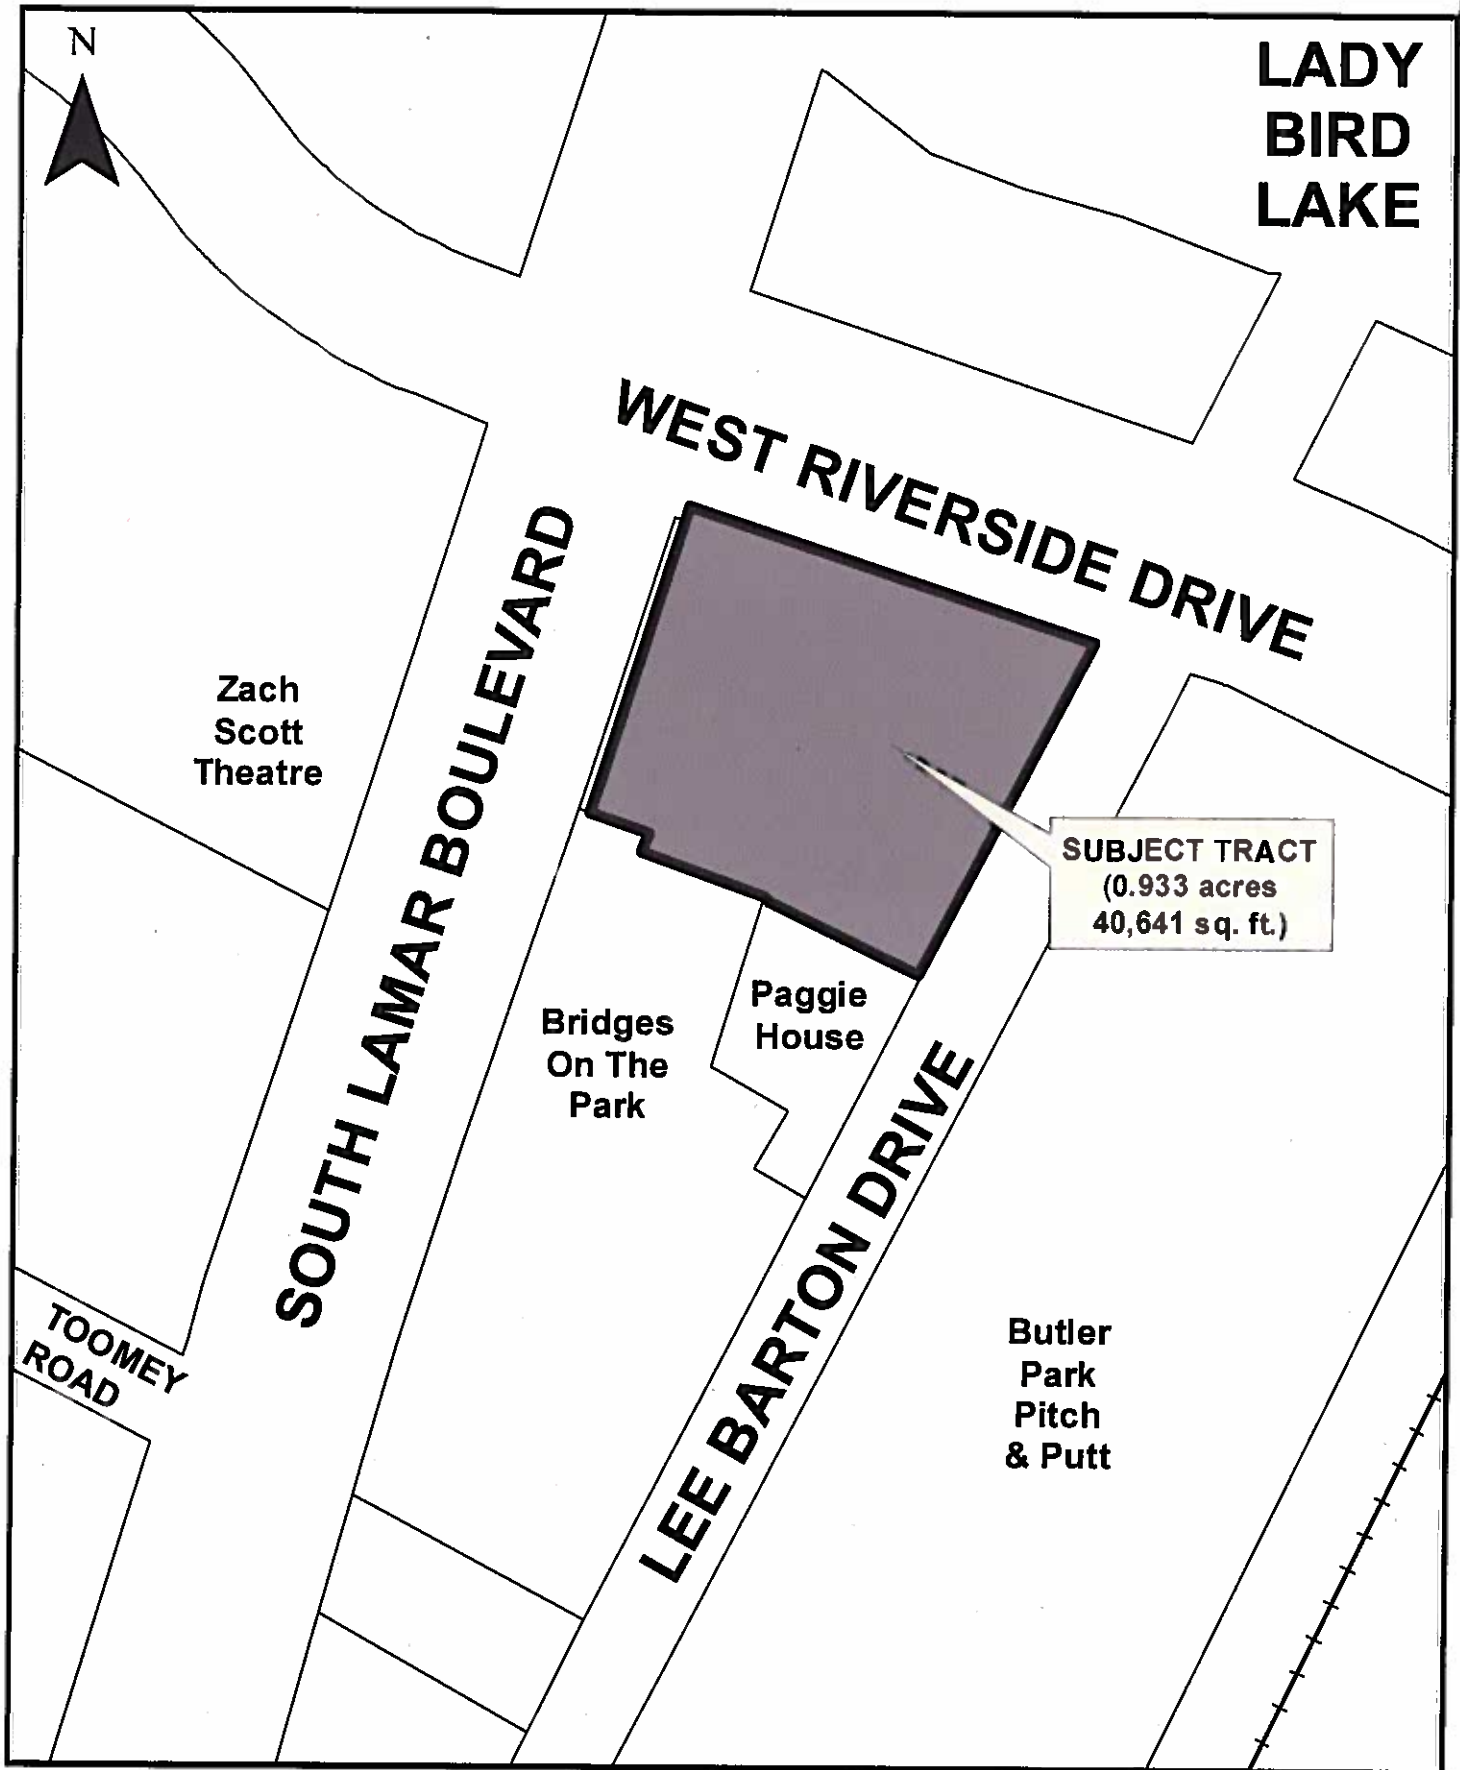 N
LADY
BIRD
LAKE
WEST RIVERSIDE DRIVE
SOUTH LAMAR BOULEVARD
Zach
Scott
Theatre
SUBJECT TRACT
(0.933 acres
40,641 sq. ft.)
Paggie
House
Bridges
On The
Park
LEE BARTON DRIVE
TOOMEY
ROAD
Butler
Park
Pitch
& Putt